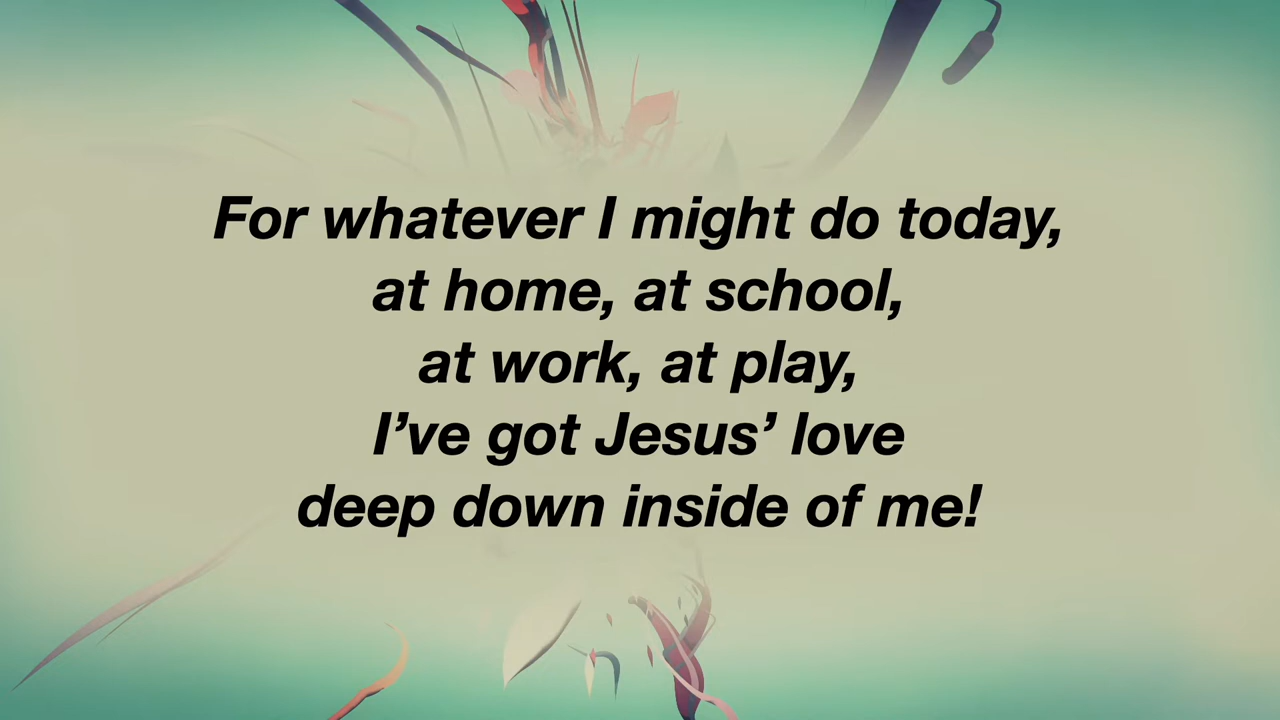 For whatever I might do today,
at home, at school,
at work, at play,
I’ve got Jesus’ love
deep down inside of me!